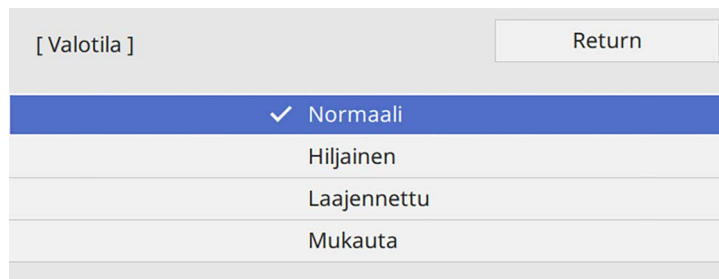 [ Valotila ]
Return
Normaali
Hiljainen
Laajennettu
Mukauta